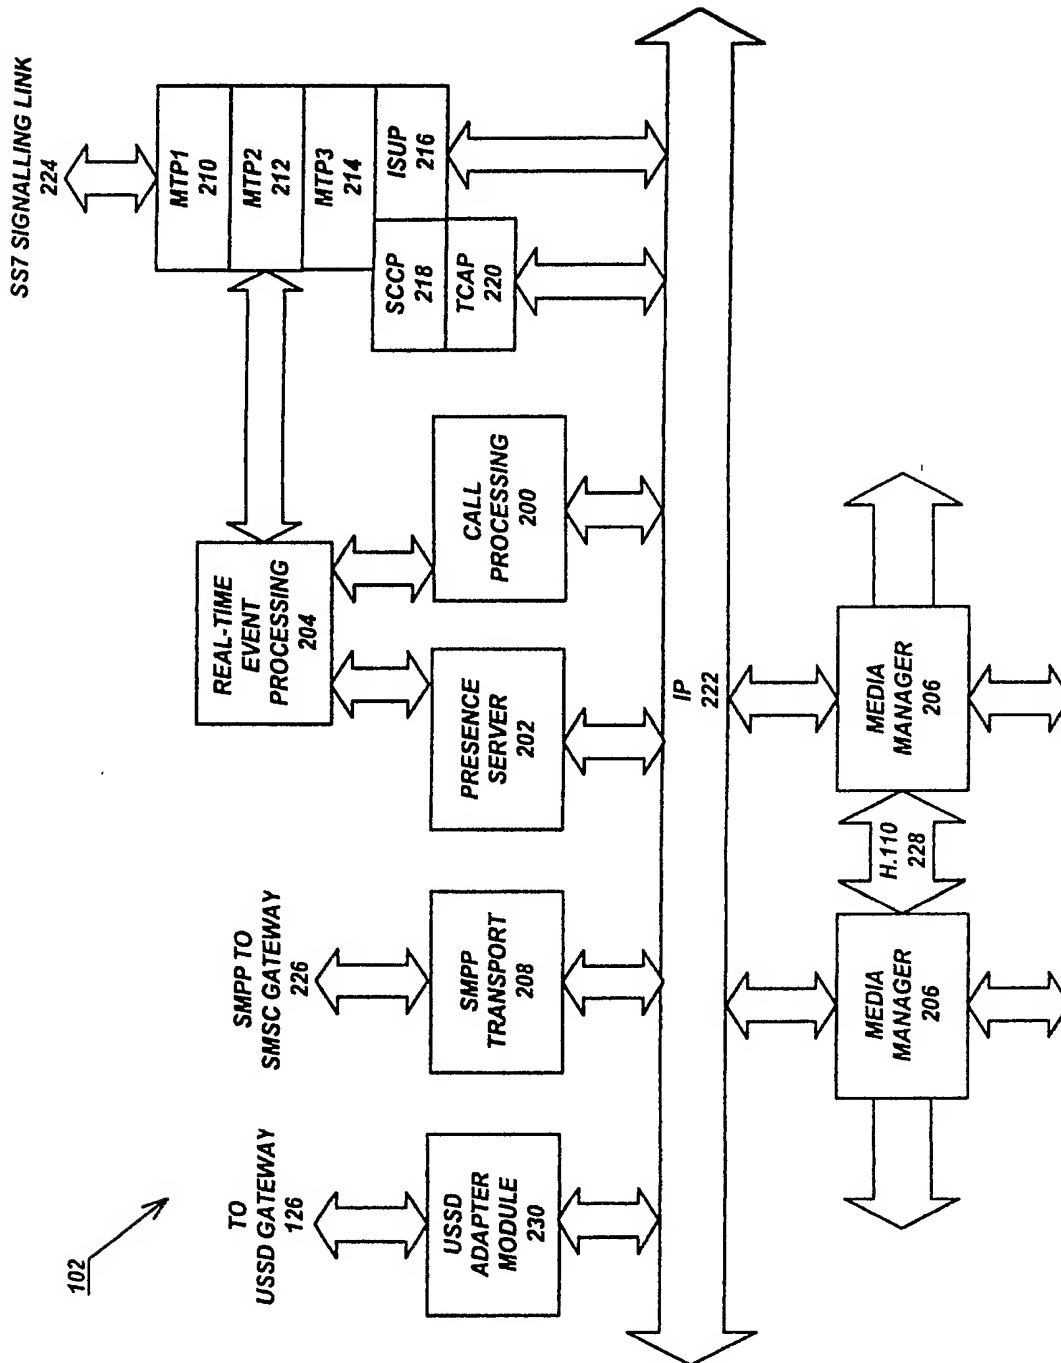 102
TO
USSD GATEWAY
126
SMPP TO
SMSC GATEWAY
226
SS7 SIGNALLING LINK
224
REAL-TIME
EVENT
PROCESSING
204
MTP1
210
MTP2
212
MTP3
214
ISUP
216
SCCP
218
TCAP
220
USSD
ADAPTER
MODULE
230
SMPP
TRANSPORT
208
PRESENCE
SERVER
202
CALL
PROCESSING
200
IP
222
MEDIA
MANAGER
206
H.110
228
MEDIA
MANAGER
206